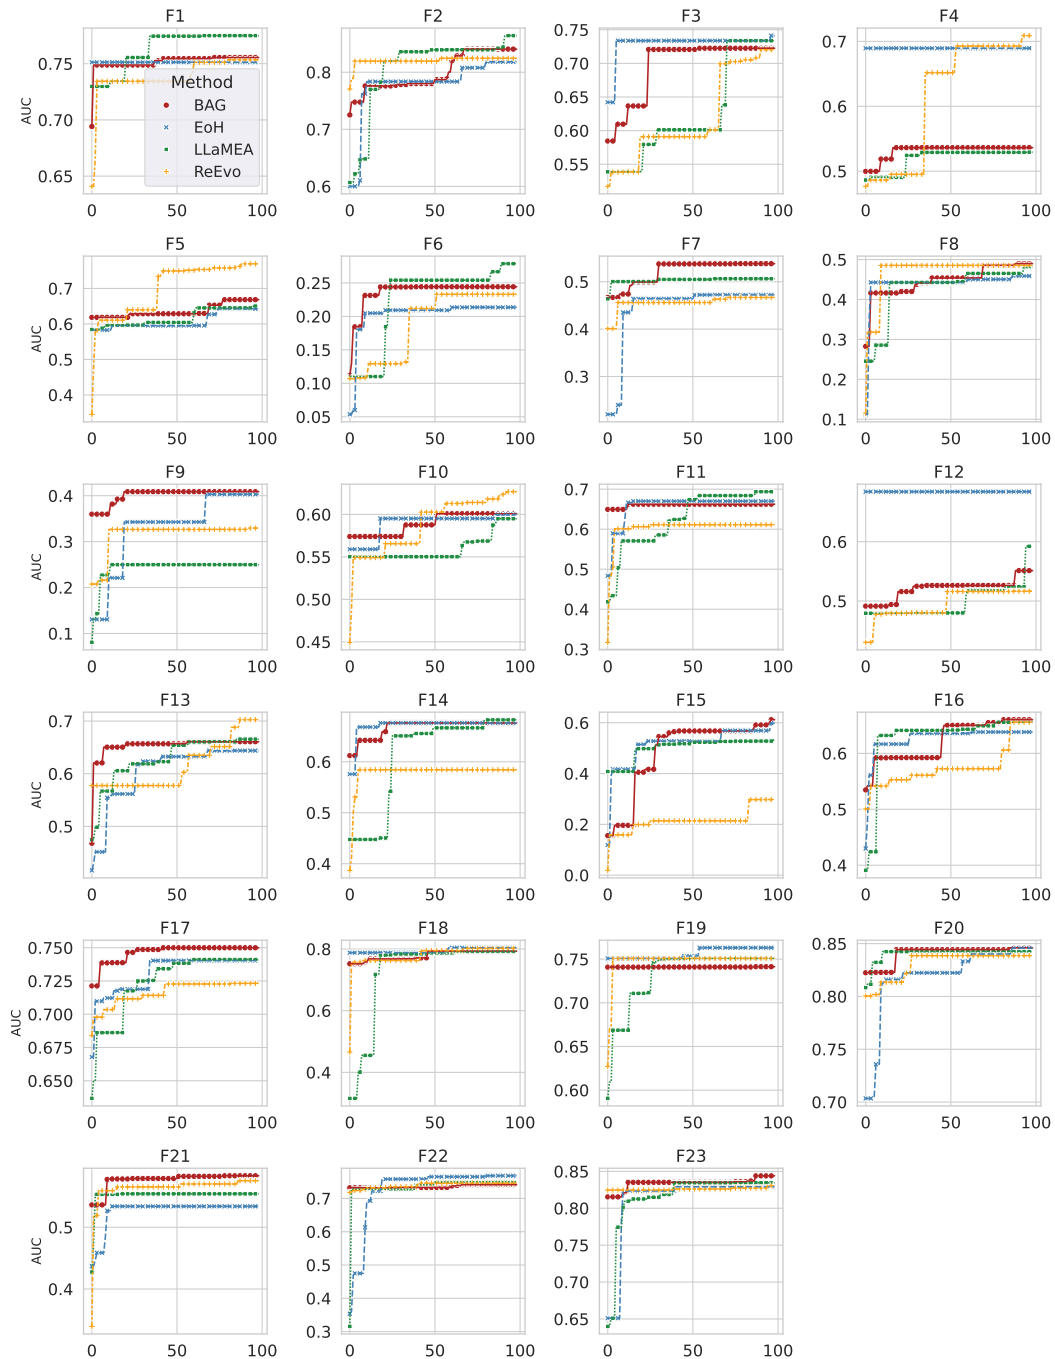 F1
F2
F3
F4
0.75
0.70
0.65
AUC
Method
BAG
EoH
LLaMEA
ReEvo
0 50 100
0.8
0.7
0.6
0 50 100
0.75
0.70
0.65
0.60
0.55
0 50 100
0.7
0.6
0.5
0 50 100
F5
F6
F7
F8
0.7
0.6
0.5
0.4
AUC
0 50 100
0.25
0.20
0.15
0.10
0.05
0 50 100
0.5
0.4
0.3
0 50 100
0.5
0.4
0.3
0.2
0.1
0 50 100
F9
F10
F11
F12
0.4
0.3
0.2
0.1
AUC
0 50 100
0.60
0.55
0.50
0.45
0 50 100
0.7
0.6
0.5
0.4
0.3
0 50 100
0.6
0.5
0 50 100
F13
F14
F15
F16
0.7
0.6
0.5
AUC
0 50 100
0.6
0.5
0.4
0 50 100
0.6
0.4
0.2
0.0
0 50 100
0.6
0.5
0.4
0 50 100
F17
F18
F19
F20
0.750
0.725
0.700
0.675
0.650
AUC
0 50 100
0.8
0.6
0.4
0 50 100
0.75
0.70
0.65
0.60
0 50 100
0.85
0.80
0.75
0.70
0 50 100
F21
F22
F23
0.5
0.4
AUC
0 50 100
0.7
0.6
0.5
0.4
0.3
0 50 100
0.85
0.80
0.75
0.70
0.65
0 50 100